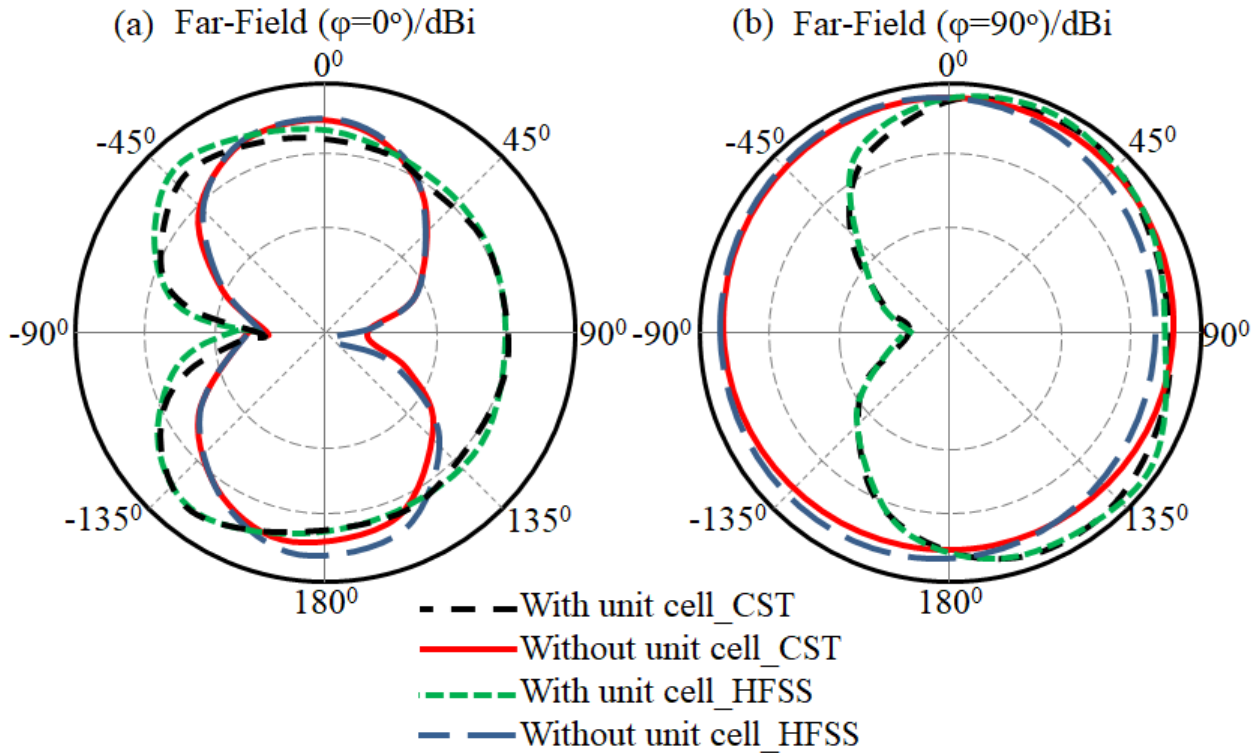 (a) Far-Field (φ=0°)/dBi
(b) Far-Field (φ=90°)/dBi
0⁰
0⁰
-45⁰
45⁰
-45⁰
45⁰
-90⁰
90⁰
-90⁰
90⁰
-135⁰
135⁰
-135⁰
135⁰
180⁰
180⁰
With unit cell_CST
Without unit cell_CST
With unit cell_HFSS
Without unit cell_HFSS